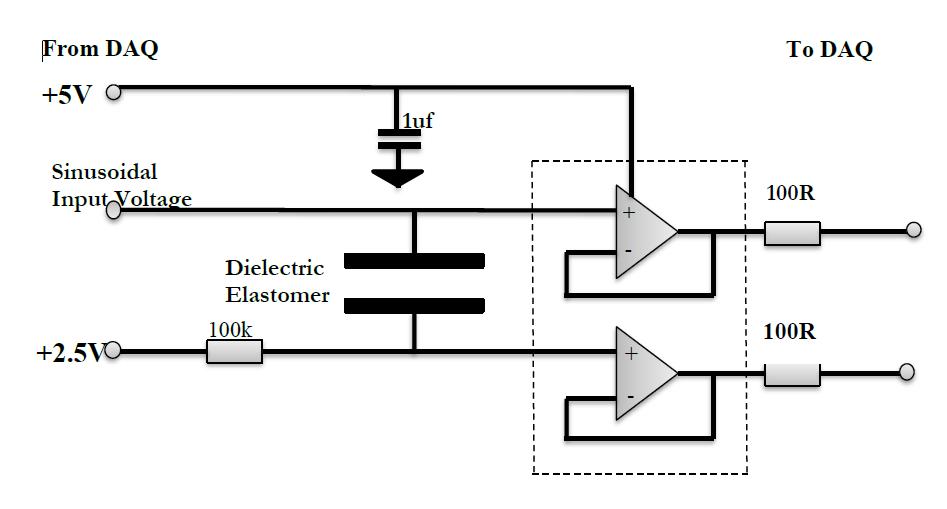 From DAQ
To DAQ
+5V
1uf
Sinusoidal
Input Voltage
100R
+
-
Dielectric
Elastomer
100k
+2.5V
100R
+
-